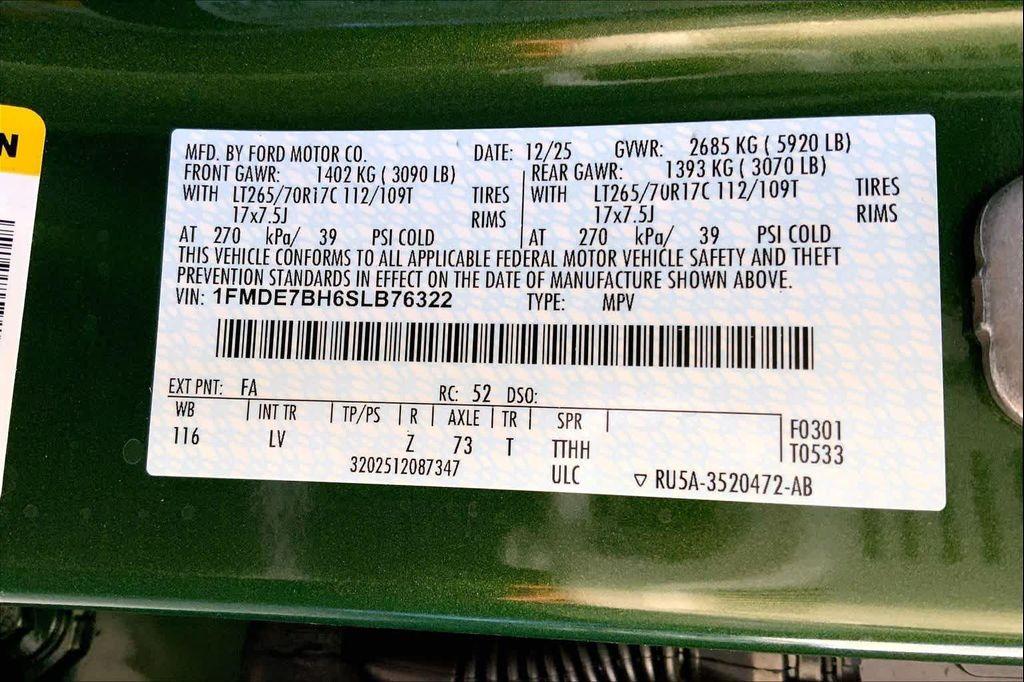 N
MFD. BY FORD MOTOR CO. DATE: 12/25 GVWR: 2685 KG ( 5920 LB)
FRONT GAWR: 1402 KG ( 3090 LB) REAR GAWR: 1393 KG ( 3070 LB)
WITH LT265/70R17C 112/109T TIRES WITH LT265/70R17C 112/109T TIRES
17x7.5J RIMS 17x7.5J RIMS
AT 270 kPa/ 39 PSI COLD AT 270 kPa/ 39 PSI COLD
THIS VEHICLE CONFORMS TO ALL APPLICABLE FEDERAL MOTOR VEHICLE SAFETY AND THEFT
PREVENTION STANDARDS IN EFFECT ON THE DATE OF MANUFACTURE SHOWN ABOVE.
VIN: 1FMDE7BH6SLB76322 TYPE: MPV
EXT PNT: FA RC: 52 DSO:
WB INT TR TP/PS R AXLE TR SPR F0301
116 LV Z 73 T TTHH T0533
3202512087347 ULC ▽ RU5A-3520472-AB